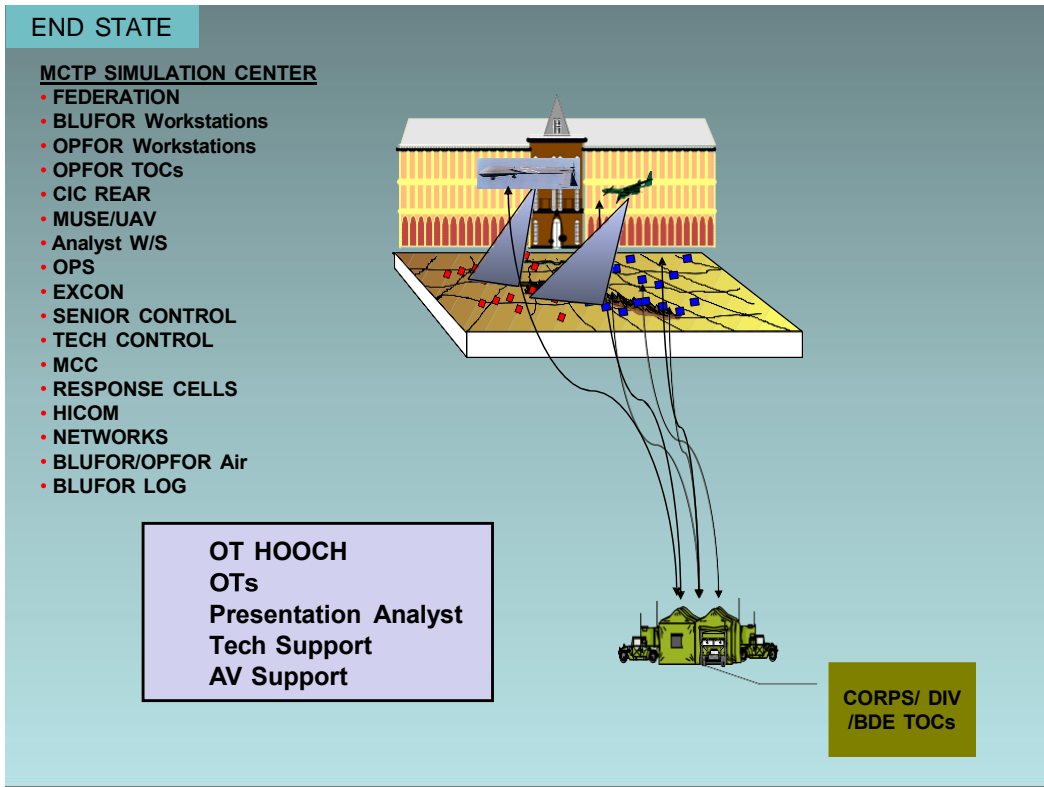 END STATE
MCTP SIMULATION CENTER
• FEDERATION
• BLUFOR Workstations
• OPFOR Workstations
• OPFOR TOCs
• CIC REAR
• MUSE/UAV
• Analyst W/S
• OPS
• EXCON
• SENIOR CONTROL
• TECH CONTROL
• MCC
• RESPONSE CELLS
• HICOM
• NETWORKS
• BLUFOR/OPFOR Air
• BLUFOR LOG
OT HOOCH
OTs
Presentation Analyst
Tech Support
AV Support
CORPS/ DIV
/BDE TOCs